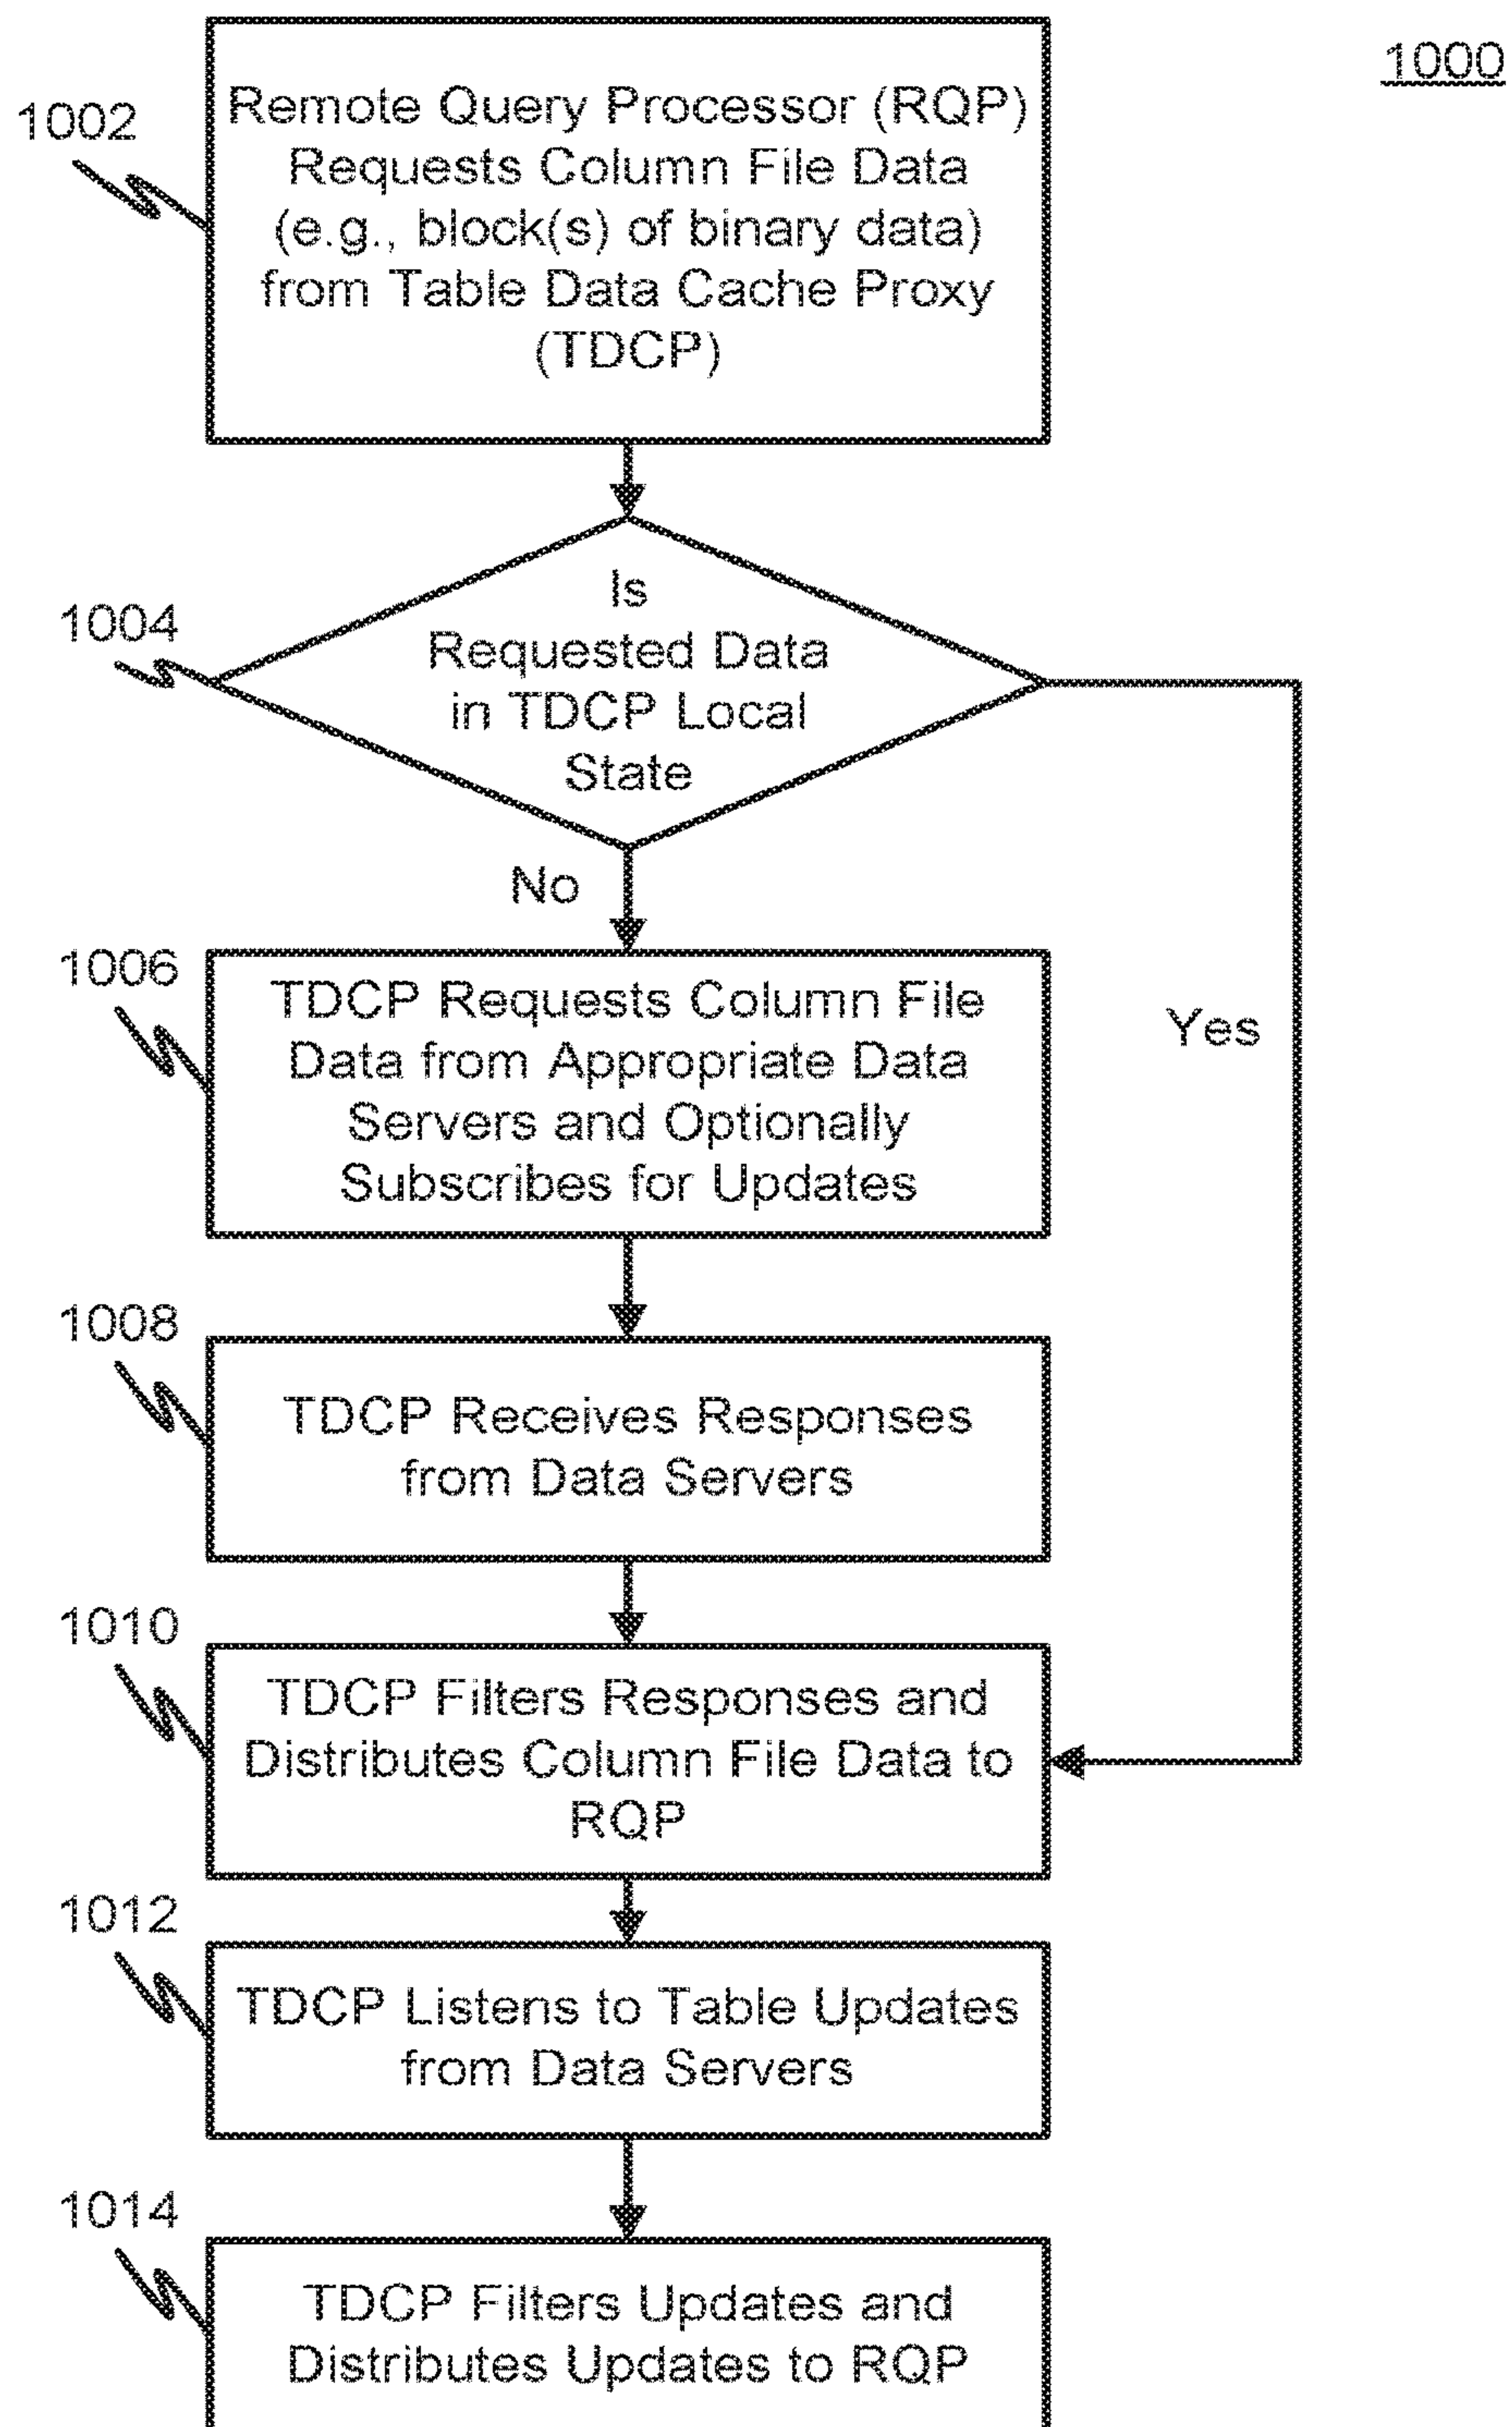 1000
1002
Remote Query Processor (RQP)
Requests Column File Data
(e.g., block(s) of binary data)
from Table Data Cache Proxy
(TDCP)
1004
Is
Requested Data
in TDCP Local
State
No
Yes
1006
TDCP Requests Column File
Data from Appropriate Data
Servers and Optionally
Subscribes for Updates
1008
TDCP Receives Responses
from Data Servers
1010
TDCP Filters Responses and
Distributes Column File Data to
RQP
1012
TDCP Listens to Table Updates
from Data Servers
1014
TDCP Filters Updates and
Distributes Updates to RQP